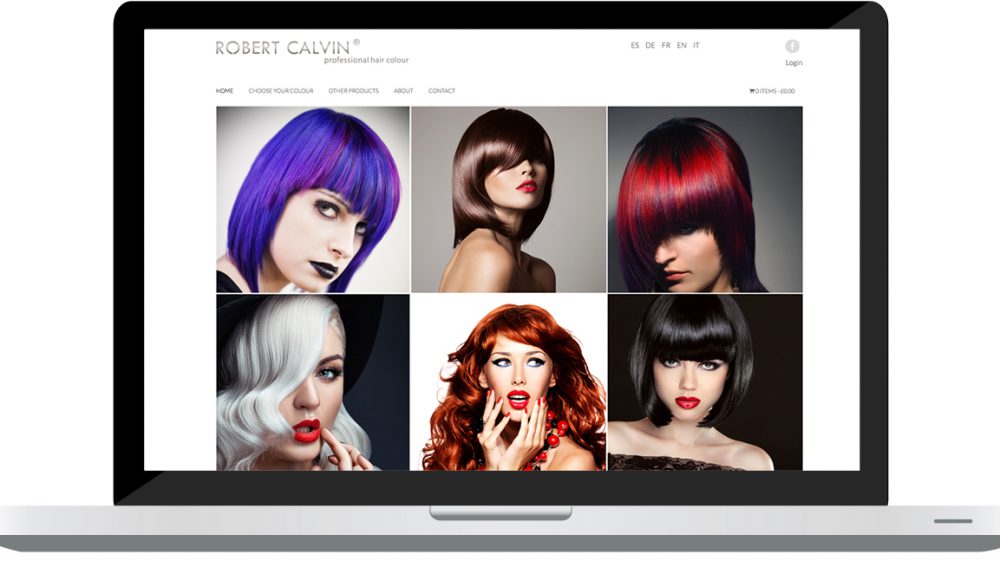 ROBERT CALVIN®
professional hair colour
ES DE FR EN IT
f
Login
HOME CHOOSE YOUR COLOUR OTHER PRODUCTS ABOUT CONTACT
0 ITEMS - £0.00